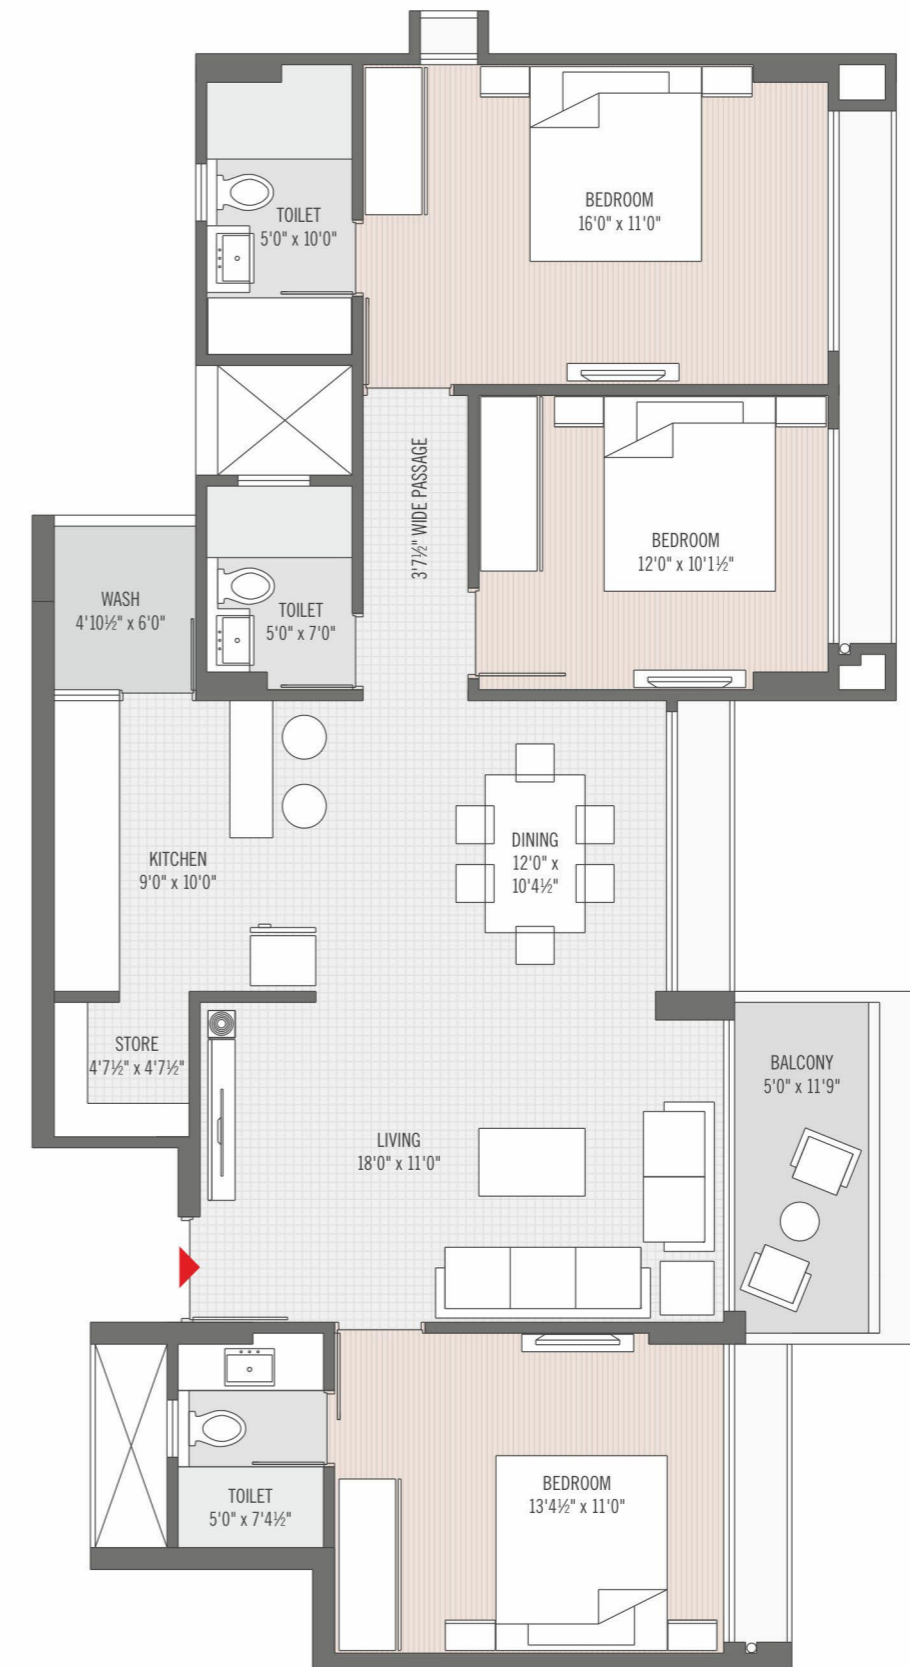 BEDROOM
16'0" x 11'0"
TOILET
5'0" x 10'0"
3'7½" WIDE PASSAGE
BEDROOM
12'0" x 10'1½"
WASH
4'10½" x 6'0"
TOILET
5'0" x 7'0"
DINING
12'0" x
10'4½"
KITCHEN
9'0" x 10'0"
STORE
4'7½" x 4'7½"
BALCONY
5'0" x 11'9"
LIVING
18'0" x 11'0"
BEDROOM
13'4½" x 11'0"
TOILET
5'0" x 7'4½"